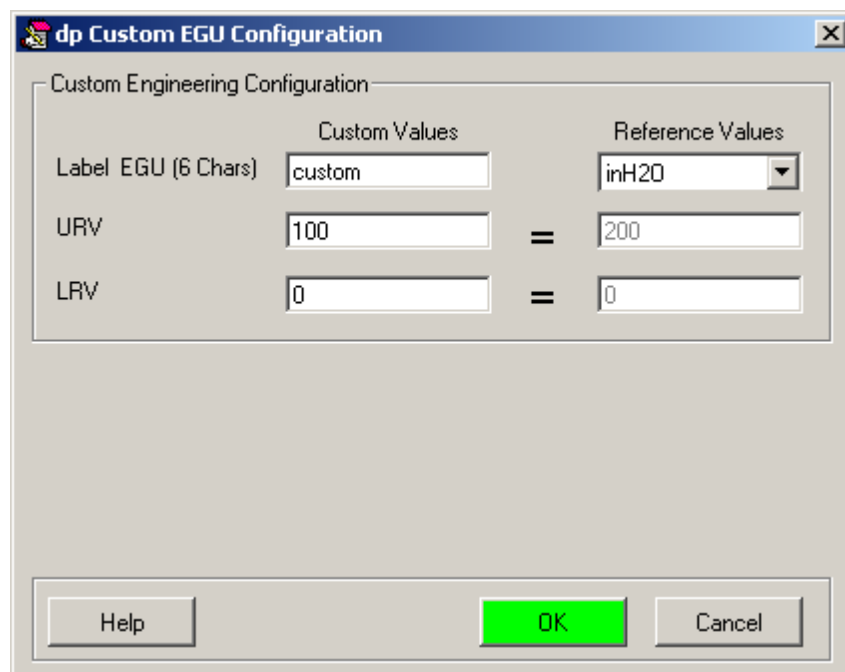 dp Custom EGU Configuration
Custom Engineering Configuration
Custom Values Reference Values
Label EGU (6 Chars) custom inH2O
URV 100 = 200
LRV 0 = 0
Help OK Cancel